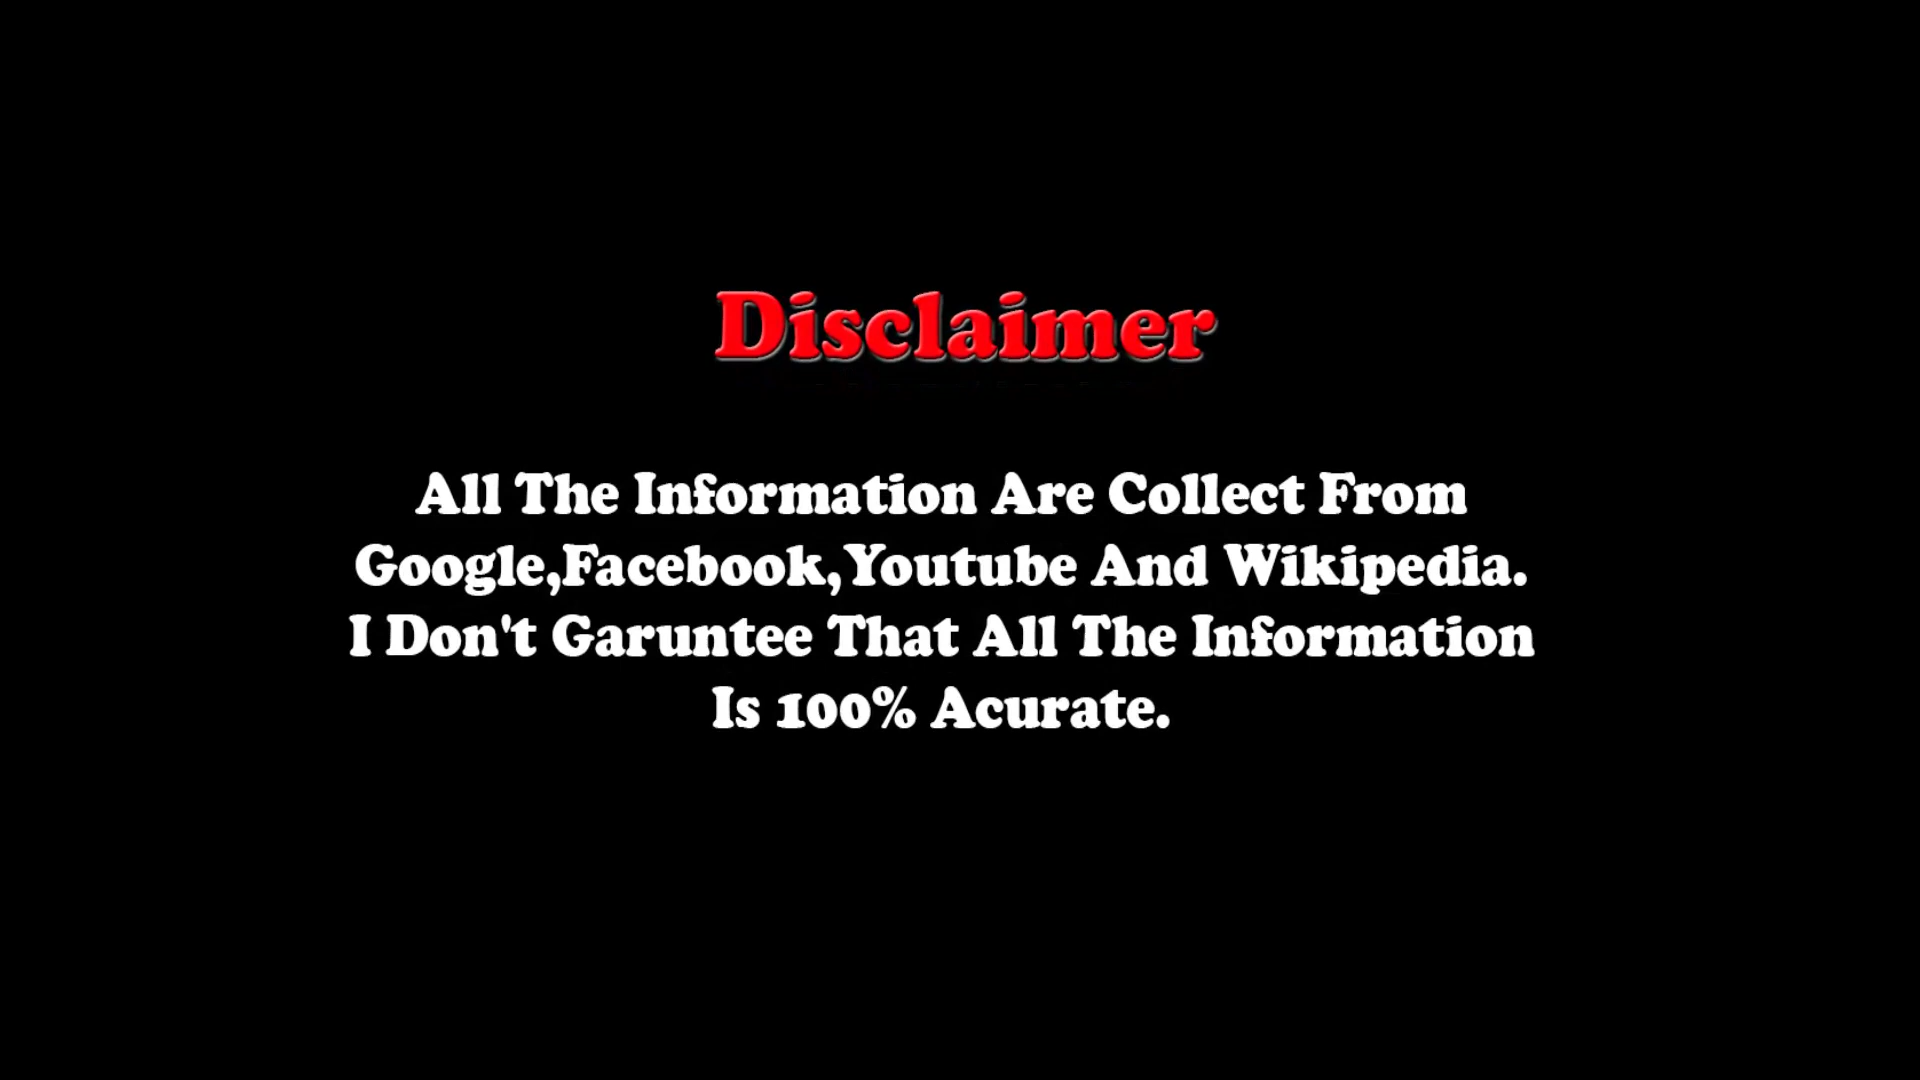 Disclaimer
All The Information Are Collect From
Google,Facebook,Youtube And Wikipedia.
I Don't Garuntee That All The Information
Is 100% Acurate.